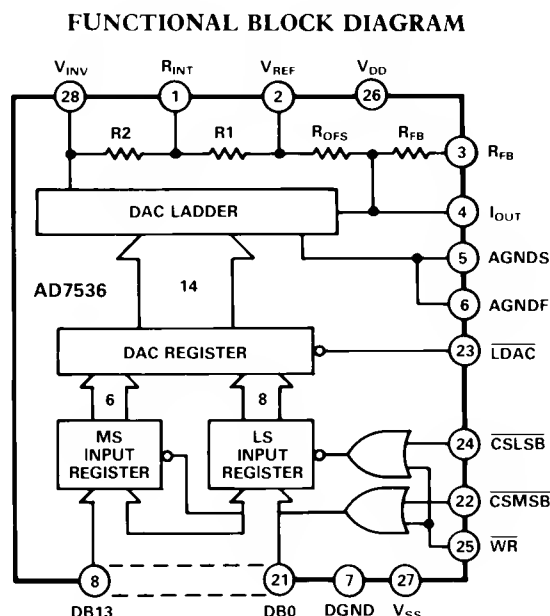 FUNCTIONAL BLOCK DIAGRAM
VINV RINT VREF VDD
28 1 2 26
R2 R1 ROFS RFB 3 RFB
DAC LADDER 4 IOUT
5 AGNDS
AD7536 14 6 AGNDF
DAC REGISTER 23 LDAC
6 8
MS INPUT REGISTER
LS INPUT REGISTER
24 CSLSB
22 CSMSB
25 WR
8 21 7 27
DB13 DB0 DGND VSS